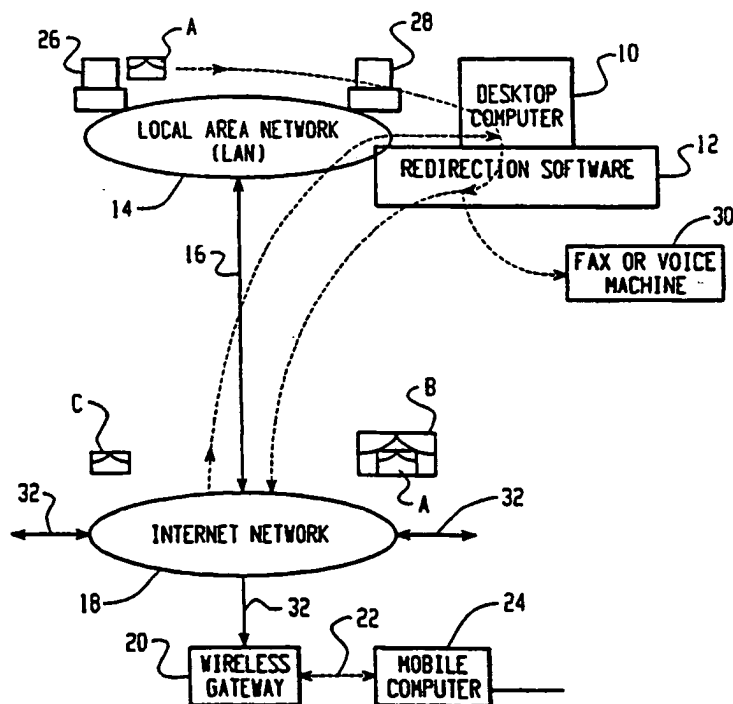 A
26
28
10
DESKTOP
COMPUTER
LOCAL AREA NETWORK
(LAN)
12
REDIRECTION SOFTWARE
14
30
16
FAX OR VOICE
MACHINE
B
C
A
32
32
INTERNET NETWORK
18
32
22
24
20
WIRELESS
GATEWAY
MOBILE
COMPUTER